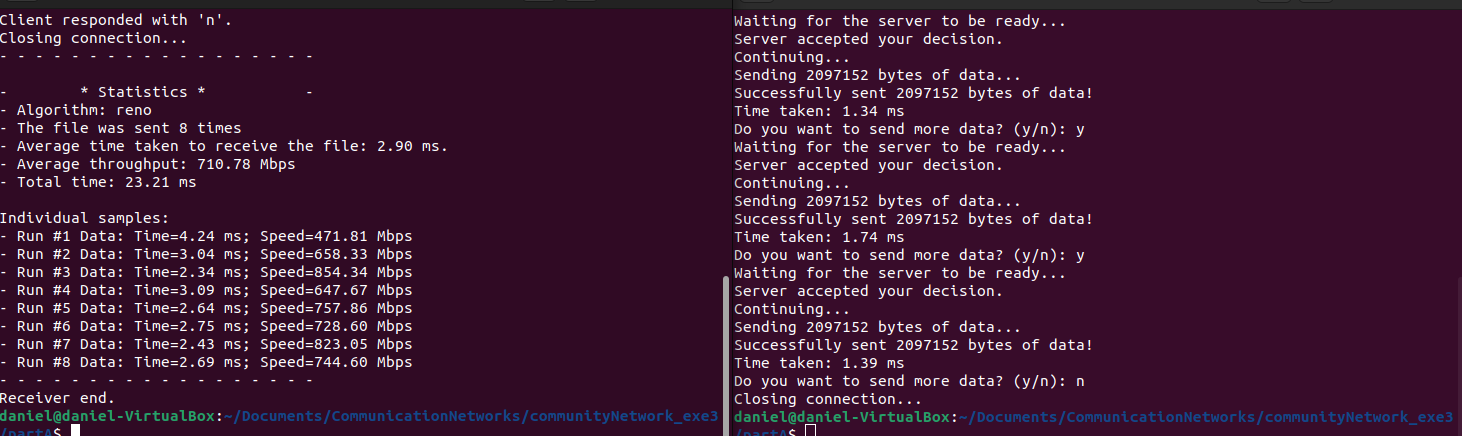 Client responded with 'n'.
Closing connection...
- - - - - - - - - - - - - - - - - -
-        * Statistics *            -
- Algorithm: reno
- The file was sent 8 times
- Average time taken to receive the file: 2.90 ms.
- Average throughput: 710.78 Mbps
- Total time: 23.21 ms
Individual samples:
- Run #1 Data: Time=4.24 ms; Speed=471.81 Mbps
- Run #2 Data: Time=3.04 ms; Speed=658.33 Mbps
- Run #3 Data: Time=2.34 ms; Speed=854.34 Mbps
- Run #4 Data: Time=3.09 ms; Speed=647.67 Mbps
- Run #5 Data: Time=2.64 ms; Speed=757.86 Mbps
- Run #6 Data: Time=2.75 ms; Speed=728.60 Mbps
- Run #7 Data: Time=2.43 ms; Speed=823.05 Mbps
- Run #8 Data: Time=2.69 ms; Speed=744.60 Mbps
- - - - - - - - - - - - - - - - - -
Receiver end.
daniel@daniel-VirtualBox:~/Documents/CommunicationNetworks/communityNetwork_exe3
/partA$
Waiting for the server to be ready...
Server accepted your decision.
Continuing...
Sending 2097152 bytes of data...
Successfully sent 2097152 bytes of data!
Time taken: 1.34 ms
Do you want to send more data? (y/n): y
Waiting for the server to be ready...
Server accepted your decision.
Continuing...
Sending 2097152 bytes of data...
Successfully sent 2097152 bytes of data!
Time taken: 1.74 ms
Do you want to send more data? (y/n): y
Waiting for the server to be ready...
Server accepted your decision.
Continuing...
Sending 2097152 bytes of data...
Successfully sent 2097152 bytes of data!
Time taken: 1.39 ms
Do you want to send more data? (y/n): n
Closing connection...
daniel@daniel-VirtualBox:~/Documents/CommunicationNetworks/communityNetwork_exe3
/partA$